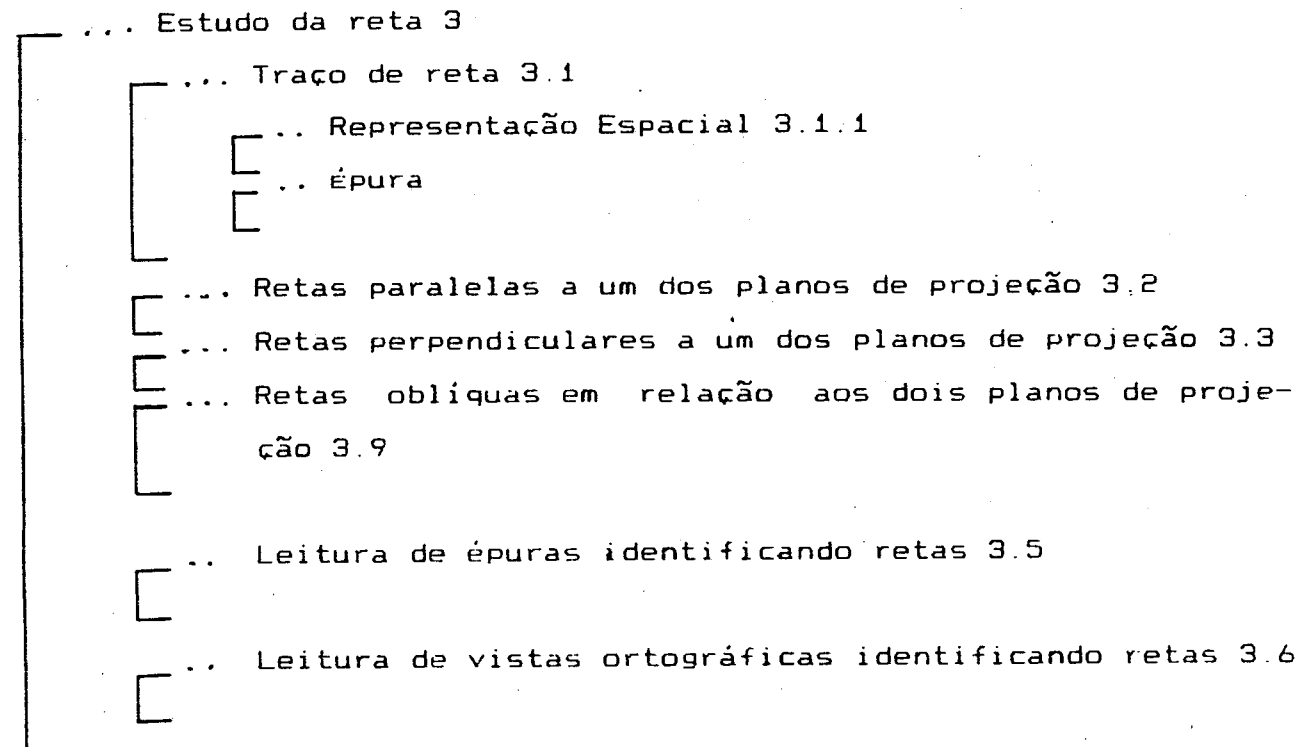 ... Estudo da reta 3
... Traço de reta 3.1
.. Representação Espacial 3.1.1
.. Épura
... Retas paralelas a um dos planos de projeção 3.2
... Retas perpendiculares a um dos planos de projeção 3.3
... Retas oblíquas em relação aos dois planos de proje-
ção 3.9
.. Leitura de épuras identificando retas 3.5
.. Leitura de vistas ortográficas identificando retas 3.6